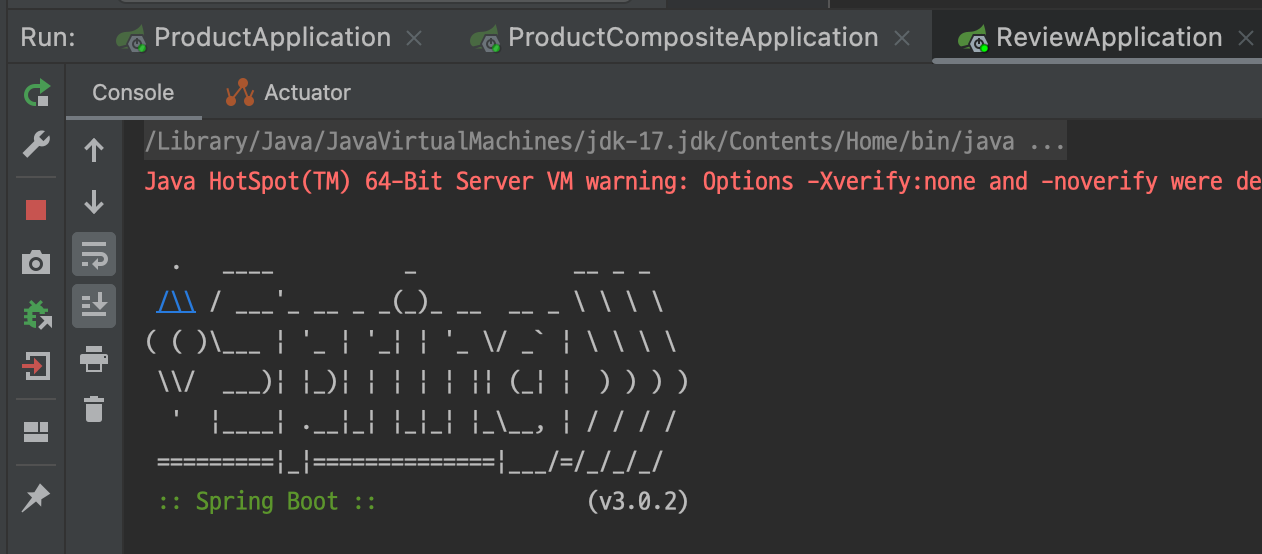 Run: ProductApplication × ProductCompositeApplication × ReviewApplication ×
Console Actuator
/Library/Java/JavaVirtualMachines/jdk-17.jdk/Contents/Home/bin/java ...
Java HotSpot(TM) 64-Bit Server VM warning: Options -Xverify:none and -noverify were de
  .   ____          _            __ _ _
 /\\ / ___'_ __ _ _(_)_ __  __ _ \ \ \ \
( ( )\___ | '_ | '_| | '_ \/ _` | \ \ \ \
 \\/  ___)| |_)| | | | | || (_| |  ) ) ) )
  '  |____| .__|_| |_|_| |_\__, | / / / /
 =========|_|==============|___/=/_/_/_/
 :: Spring Boot ::                (v3.0.2)